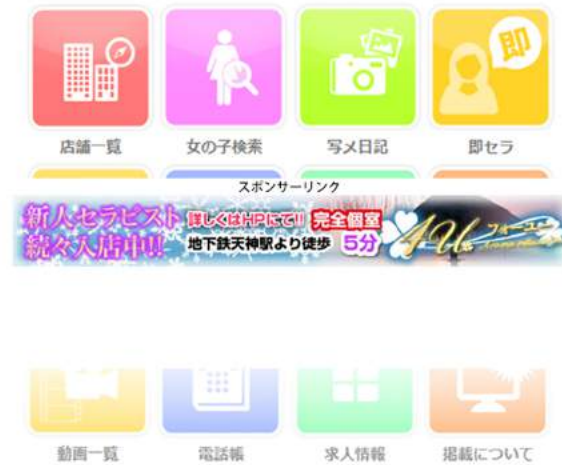 即
店舗一覧
女の子検索
写メ日記
即セラ
スポンサーリンク
新人セラピスト
続々入店中!!
詳しくはHPにて!! 完全個室
地下鉄天神駅より徒歩 5分
4U. フォーユー
動画一覧
電話帳
求人情報
掲載について